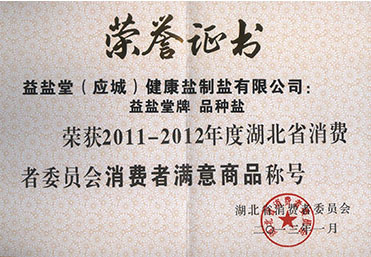 荣誉证书
益盐堂（应城）健康盐制盐有限公司：
益盐堂牌 品种盐
荣获2011-2012年度湖北省消费
者委员会消费者满意商品称号
湖北省消费者委员会
二〇一三年一月